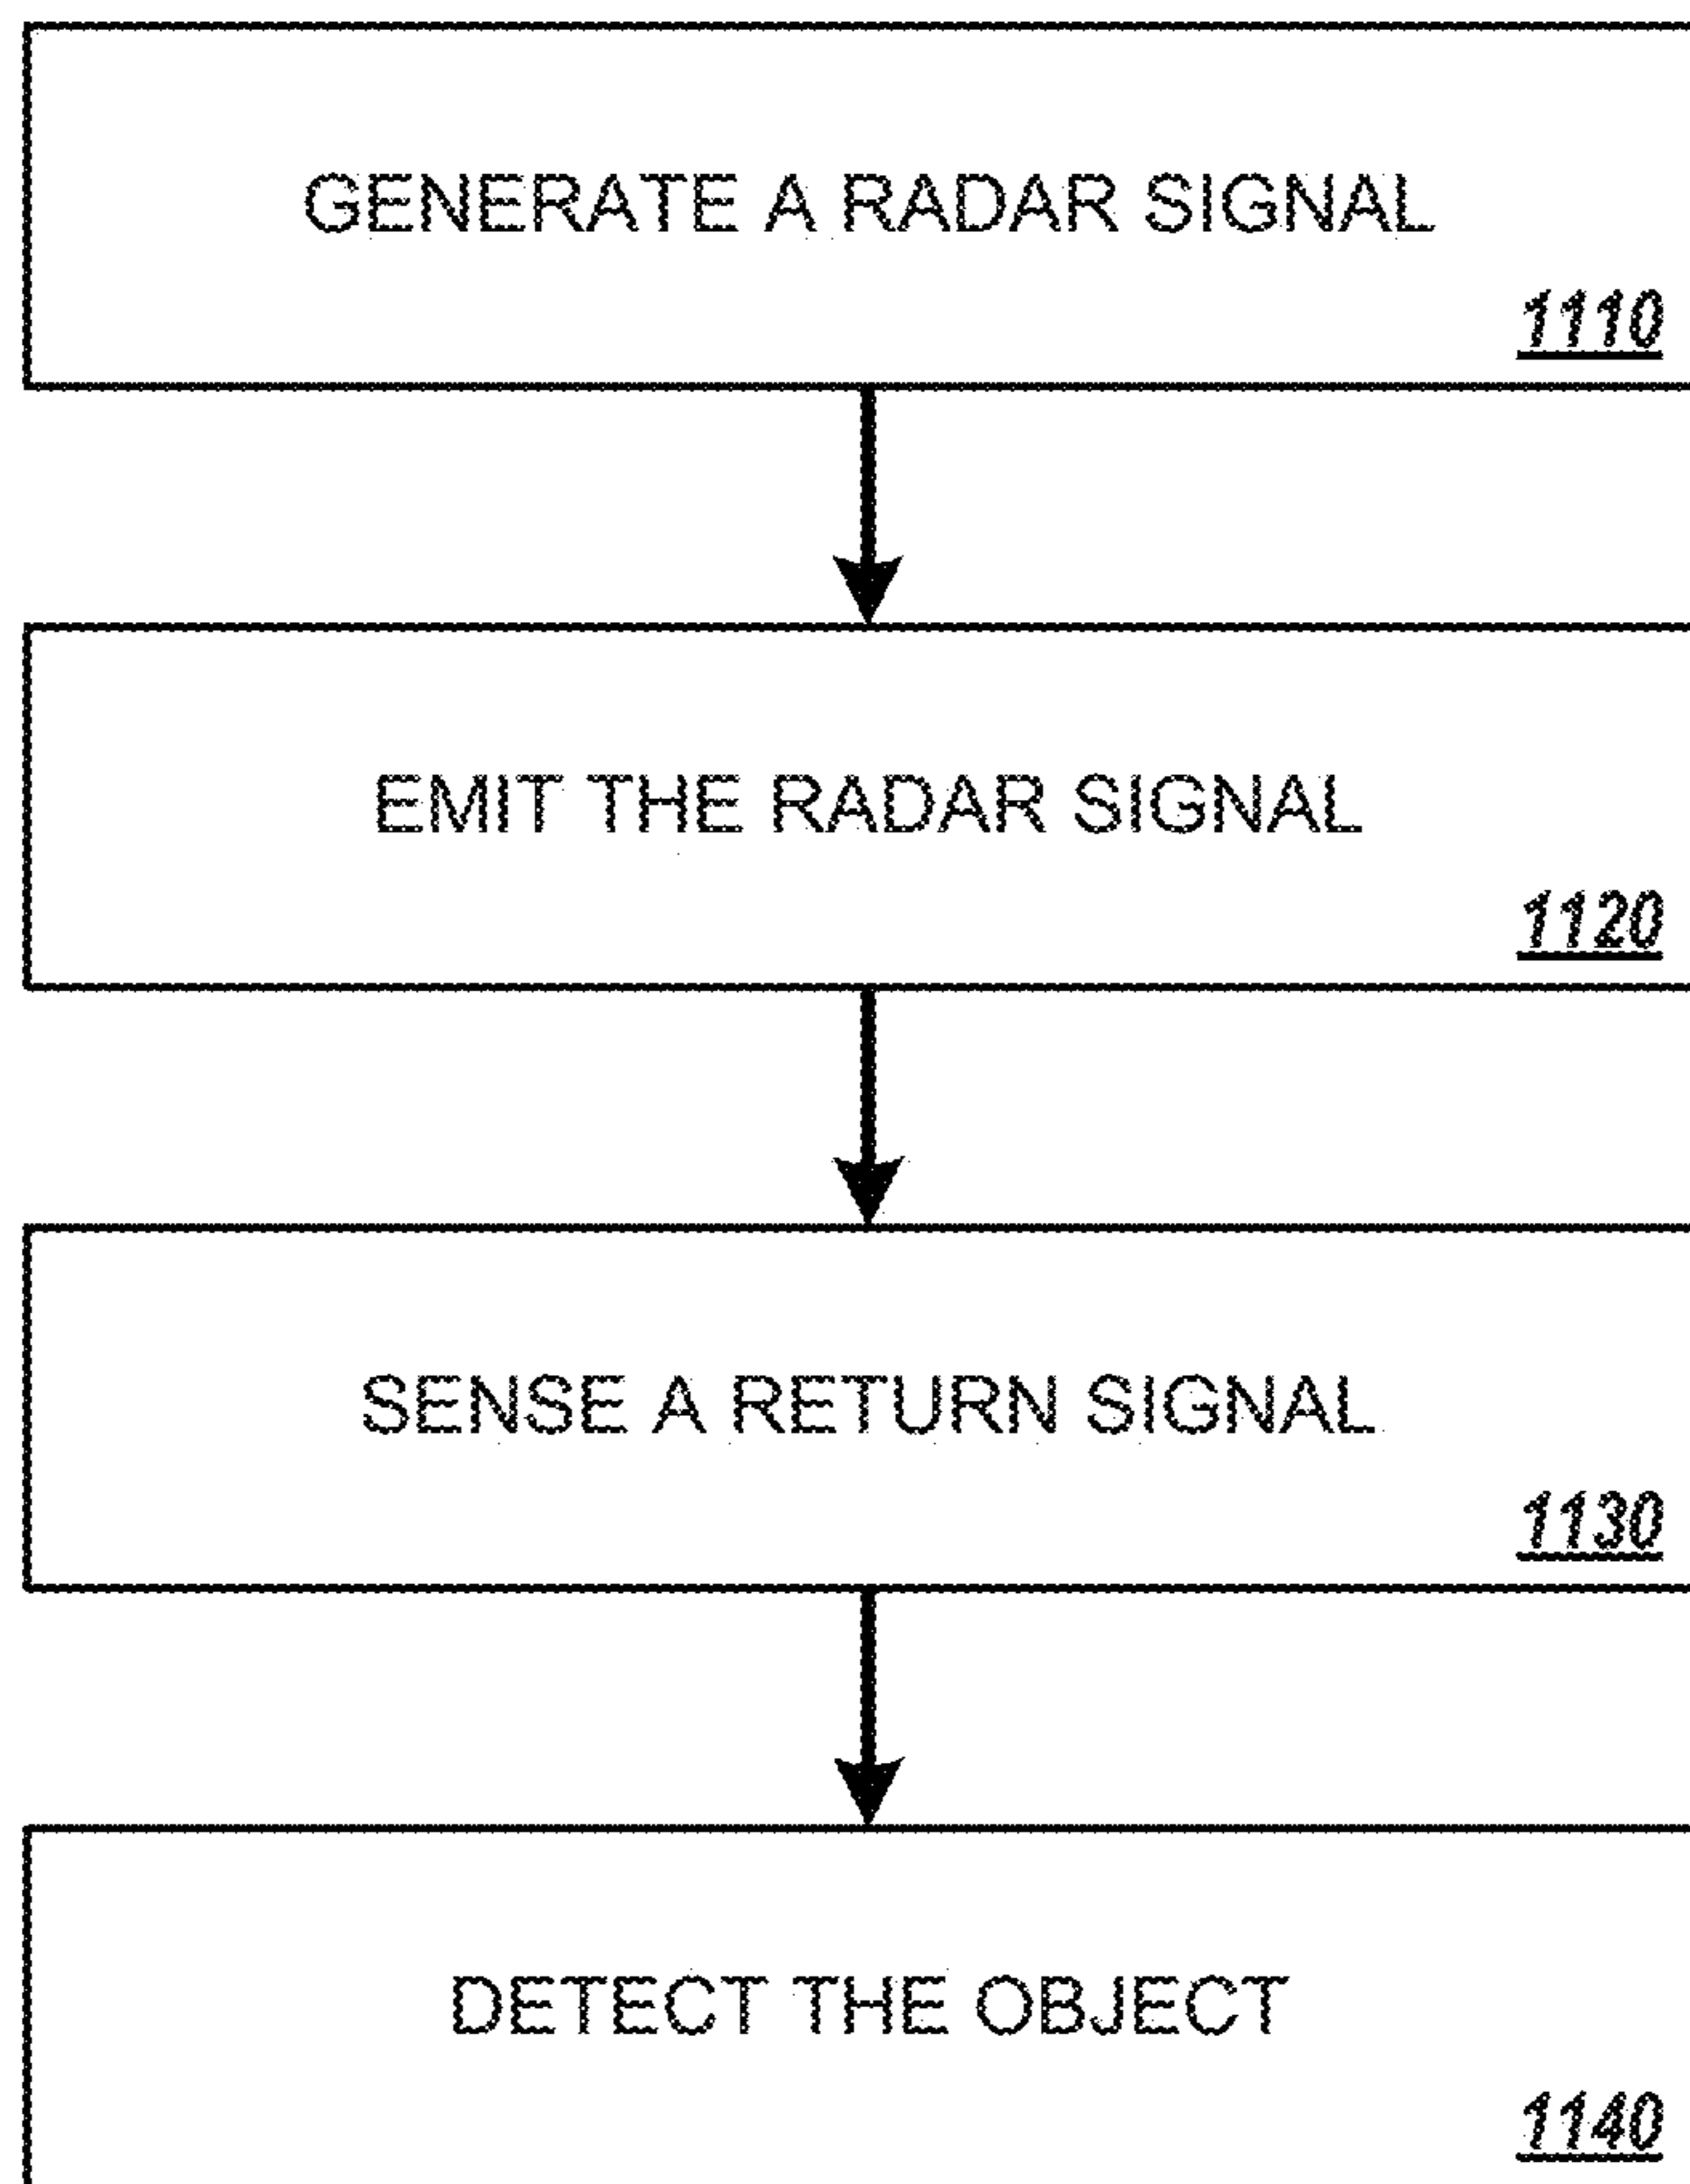 GENERATE A RADAR SIGNAL
1110
EMIT THE RADAR SIGNAL
1120
SENSE A RETURN SIGNAL
1130
DETECT THE OBJECT
1140